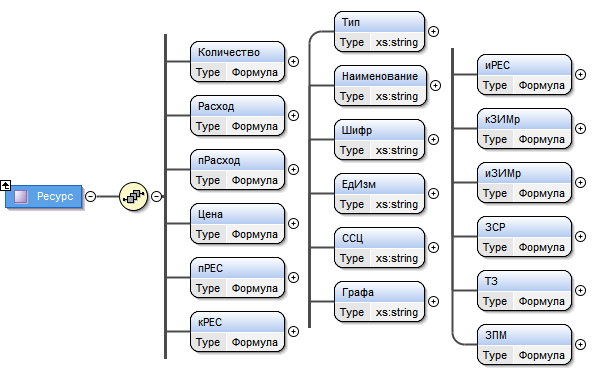 Ресурс
Количество
Type Формула
Расход
Type Формула
пРасход
Type Формула
Цена
Type Формула
пРЕС
Type Формула
кРЕС
Type Формула
Тип
Type xs:string
Наименование
Type xs:string
Шифр
Type xs:string
ЕдИзм
Type xs:string
ССЦ
Type xs:string
Графа
Type xs:string
иРЕС
Type Формула
кЗИМр
Type Формула
иЗИМр
Type Формула
ЗСР
Type Формула
ТЗ
Type Формула
ЗПМ
Type Формула